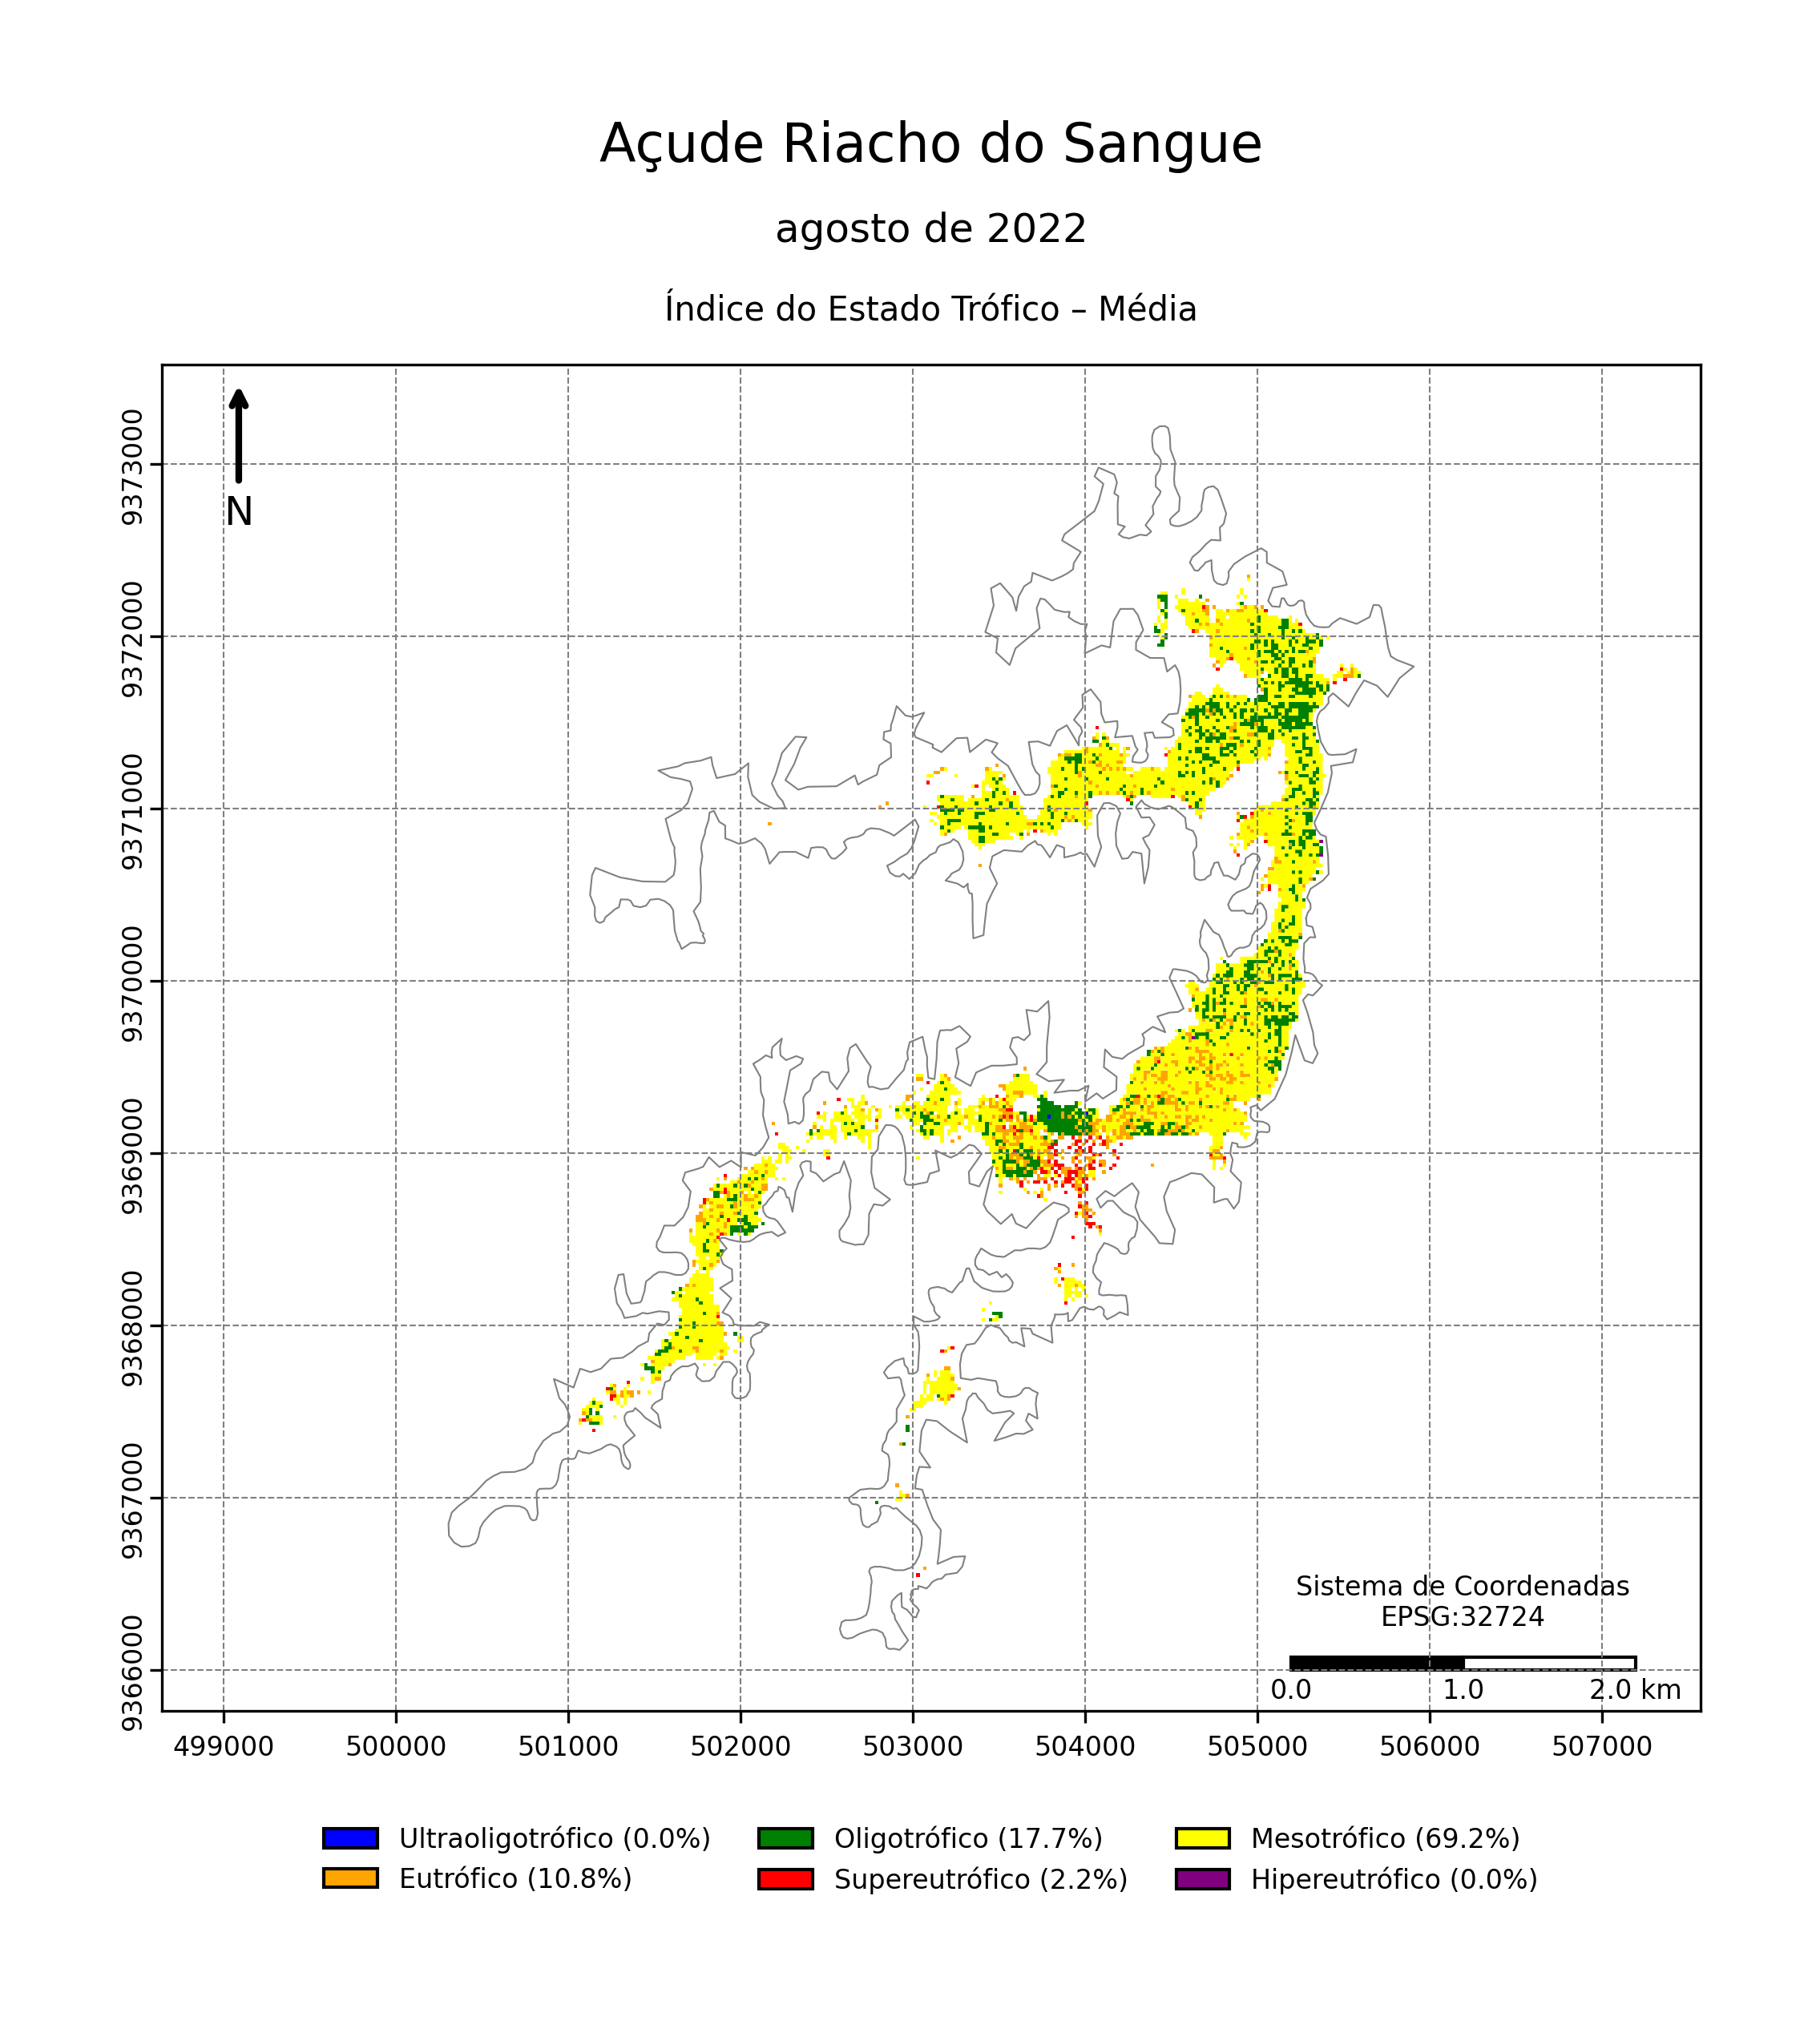 Açude Riacho do Sangue
agosto de 2022
Índice do Estado Trófico – Média
N
9373000
9372000
9371000
9370000
9369000
9368000
9367000
9366000
Sistema de Coordenadas
EPSG:32724
0.0 1.0 2.0 km
499000 500000 501000 502000 503000 504000 505000 506000 507000
Ultraoligotrófico (0.0%) Oligotrófico (17.7%) Mesotrófico (69.2%)
Eutrófico (10.8%) Supereutrófico (2.2%) Hipereutrófico (0.0%)